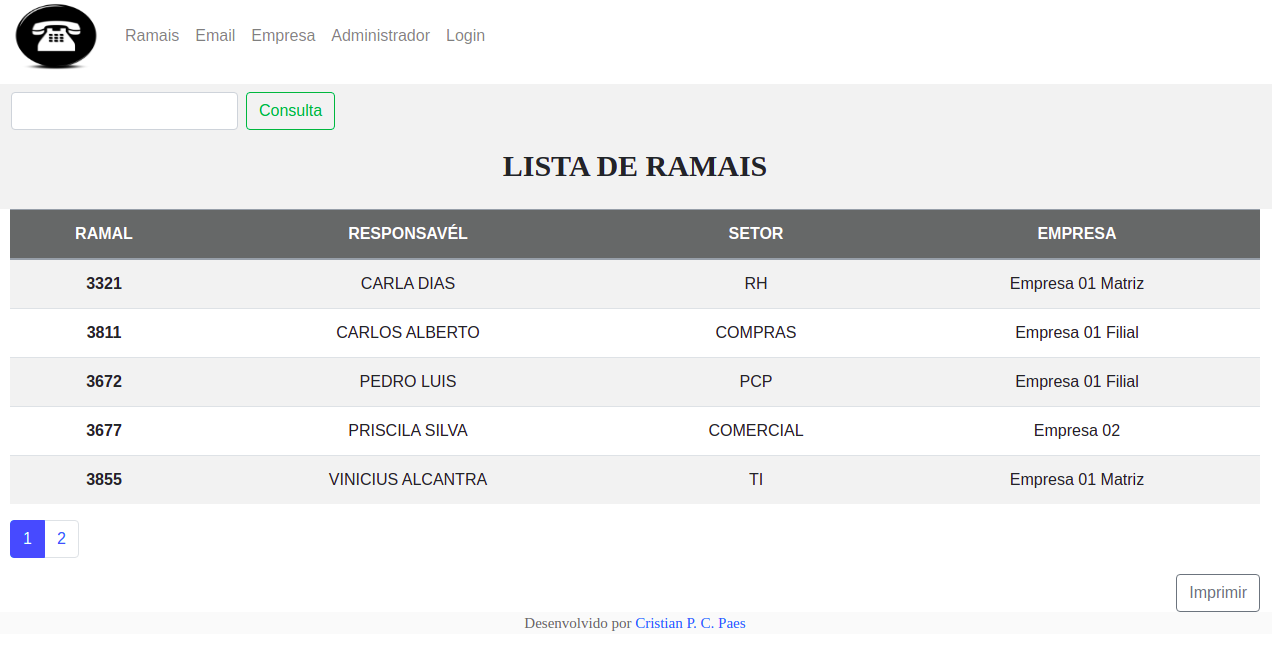 Ramais Email Empresa Administrador Login
Consulta
LISTA DE RAMAIS
RAMAL RESPONSAVÉL SETOR EMPRESA
3321 CARLA DIAS RH Empresa 01 Matriz
3811 CARLOS ALBERTO COMPRAS Empresa 01 Filial
3672 PEDRO LUIS PCP Empresa 01 Filial
3677 PRISCILA SILVA COMERCIAL Empresa 02
3855 VINICIUS ALCANTRA TI Empresa 01 Matriz
1 2
Imprimir
Desenvolvido por Cristian P. C. Paes